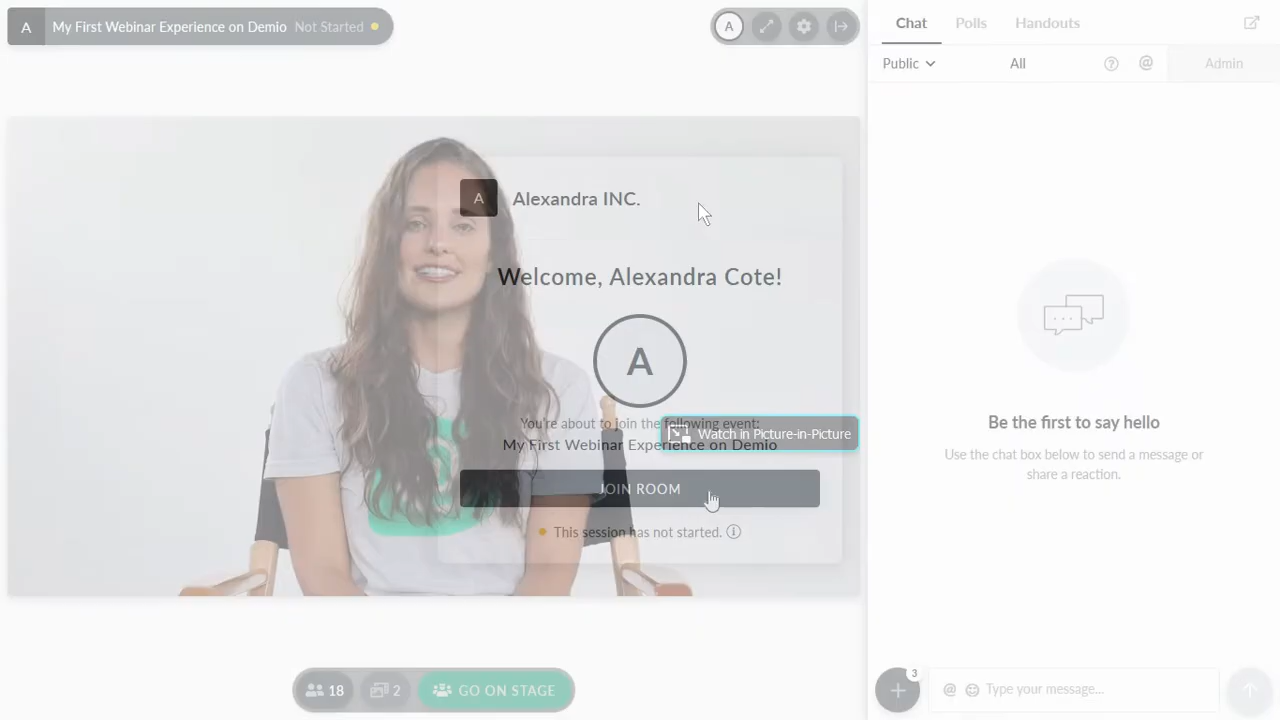 A My First Webinar Experience on Demio Not Started
A
Chat Polls Handouts
Public All @ Admin
A Alexandra INC.
Welcome, Alexandra Cote!
A
You're about to join the following event:
Watch in Picture-in-Picture
My First Webinar Experience on Demio
JOIN ROOM
This session has not started.
Be the first to say hello
Use the chat box below to send a message or
share a reaction.
18 2 GO ON STAGE
3
@ Type your message...